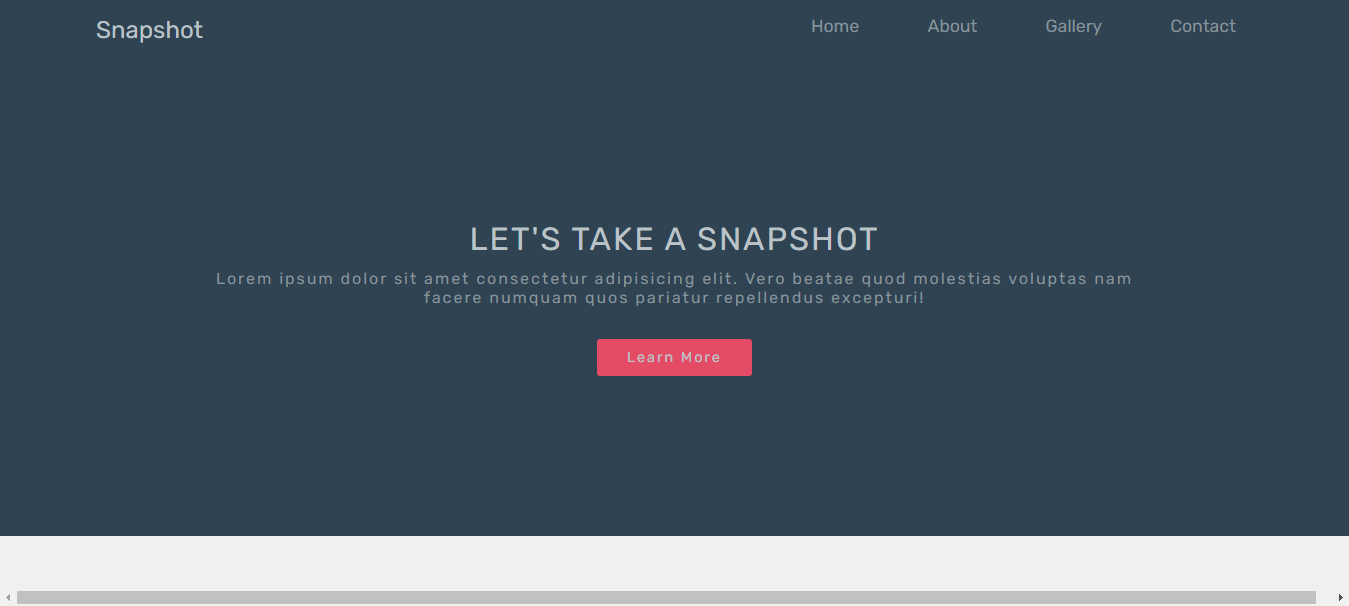 Snapshot
Home About Gallery Contact
LET'S TAKE A SNAPSHOT
Lorem ipsum dolor sit amet consectetur adipisicing elit. Vero beatae quod molestias voluptas nam
facere numquam quos pariatur repellendus excepturi!
Learn More